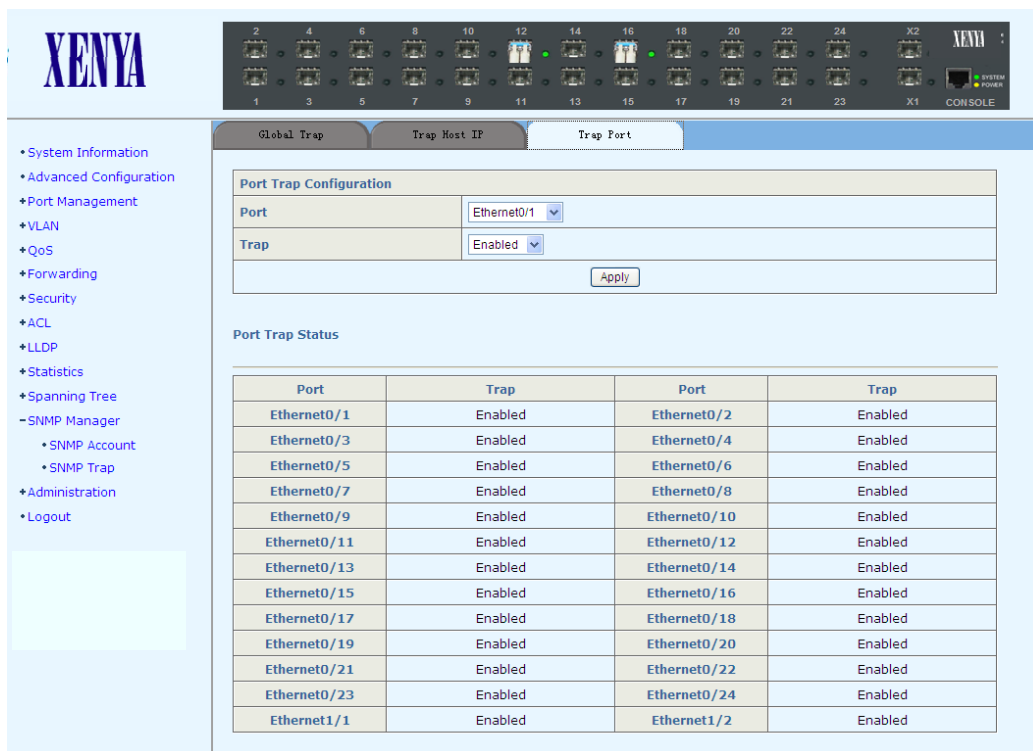 XENYA
2 4 6 8 10 12 14 16 18 20 22 24 X2
XENYA
SYSTEM
POWER
1 3 5 7 9 11 13 15 17 19 21 23 X1 CONSOLE
Global Trap Trap Host IP Trap Port
System Information
Advanced Configuration
Port Management
VLAN
QoS
Forwarding
Security
ACL
LLDP
Statistics
Spanning Tree
SNMP Manager
SNMP Account
SNMP Trap
Administration
Logout
Port Trap Configuration
Port Ethernet0/1
Trap Enabled
Apply
Port Trap Status
Port Trap Port Trap
Ethernet0/1 Enabled Ethernet0/2 Enabled
Ethernet0/3 Enabled Ethernet0/4 Enabled
Ethernet0/5 Enabled Ethernet0/6 Enabled
Ethernet0/7 Enabled Ethernet0/8 Enabled
Ethernet0/9 Enabled Ethernet0/10 Enabled
Ethernet0/11 Enabled Ethernet0/12 Enabled
Ethernet0/13 Enabled Ethernet0/14 Enabled
Ethernet0/15 Enabled Ethernet0/16 Enabled
Ethernet0/17 Enabled Ethernet0/18 Enabled
Ethernet0/19 Enabled Ethernet0/20 Enabled
Ethernet0/21 Enabled Ethernet0/22 Enabled
Ethernet0/23 Enabled Ethernet0/24 Enabled
Ethernet1/1 Enabled Ethernet1/2 Enabled